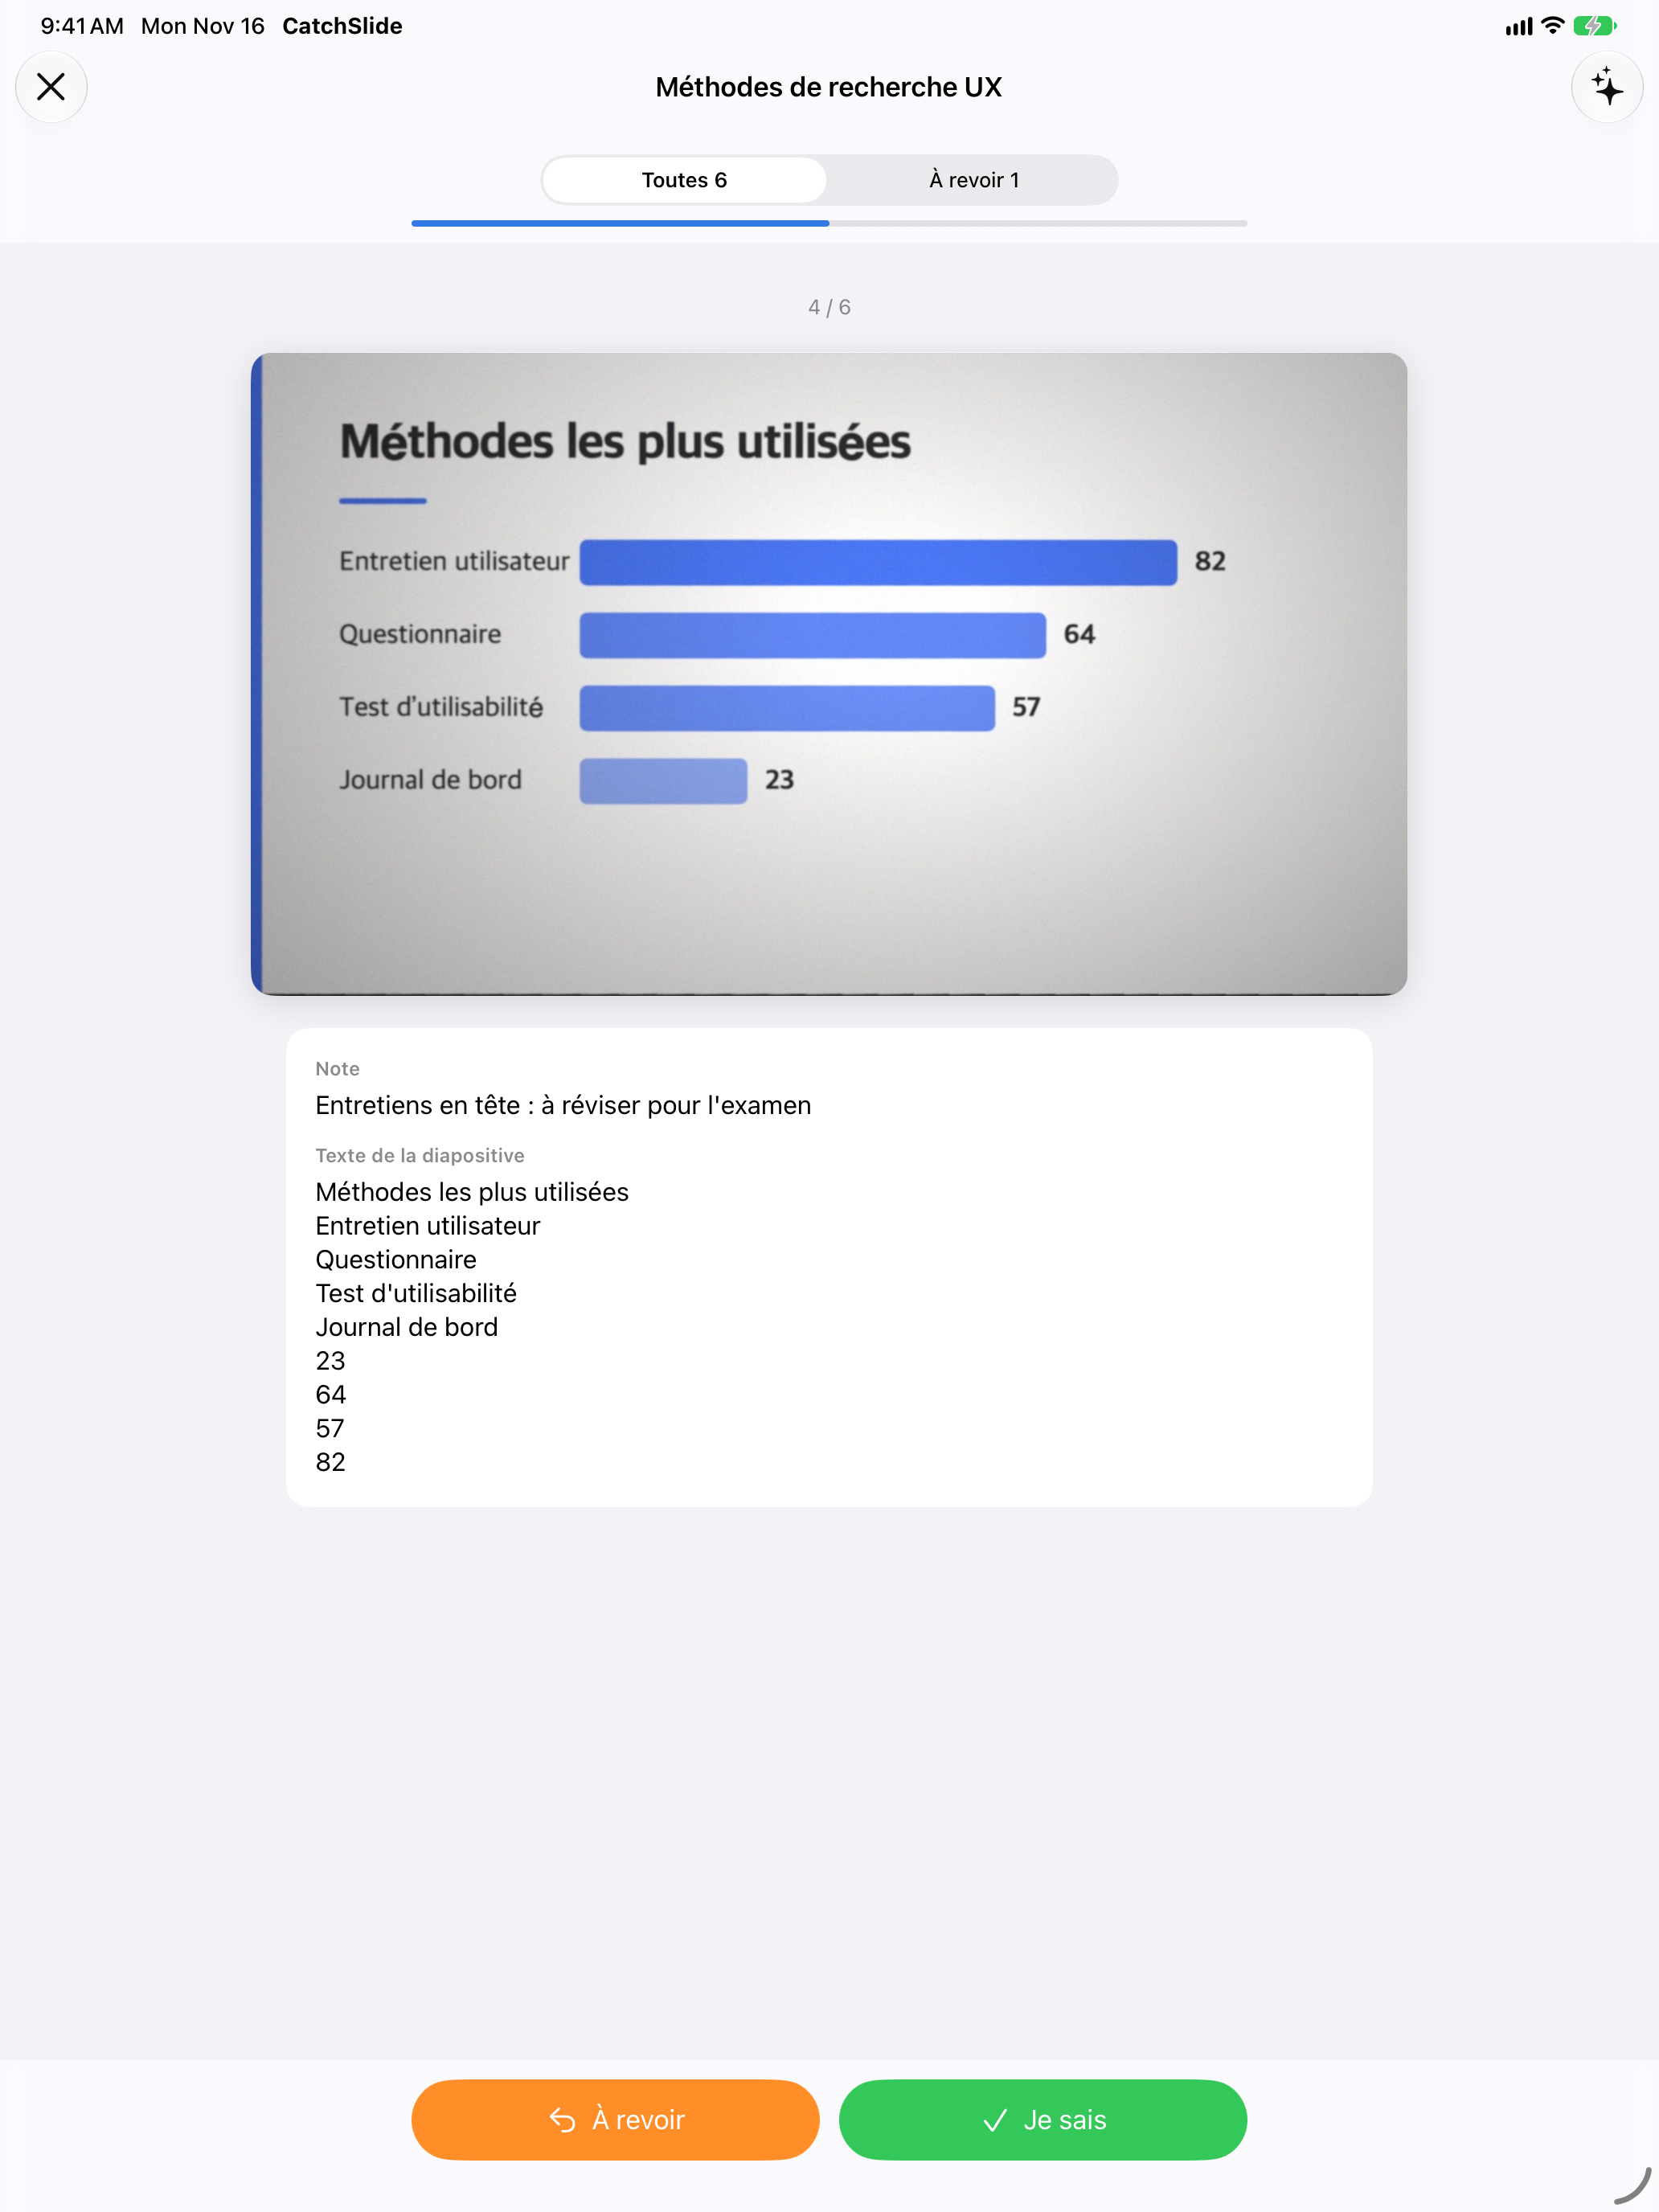 9:41 AM Mon Nov 16 CatchSlide
Méthodes de recherche UX
Toutes 6
À revoir 1
4 / 6
Méthodes les plus utilisées
Entretien utilisateur 82
Questionnaire 64
Test d’utilisabilité 57
Journal de bord 23
Note
Entretiens en tête : à réviser pour l'examen
Texte de la diapositive
Méthodes les plus utilisées
Entretien utilisateur
Questionnaire
Test d'utilisabilité
Journal de bord
23
64
57
82
À revoir
Je sais